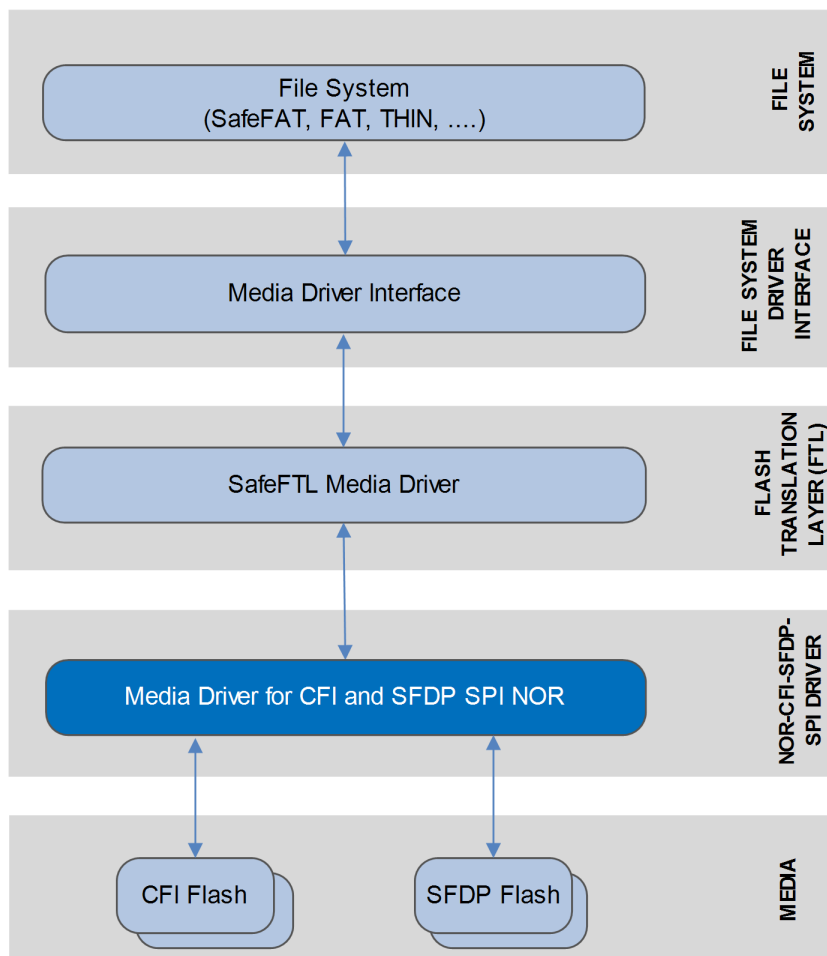 File System
(SafeFAT, FAT, THIN, ....)
FILE
SYSTEM
Media Driver Interface
FILE SYSTEM
DRIVER
INTERFACE
SafeFTL Media Driver
FLASH
TRANSLATION
LAYER (FTL)
Media Driver for CFI and SFDP SPI NOR
NOR-CFI-SFDP-
SPI DRIVER
CFI Flash
SFDP Flash
MEDIA